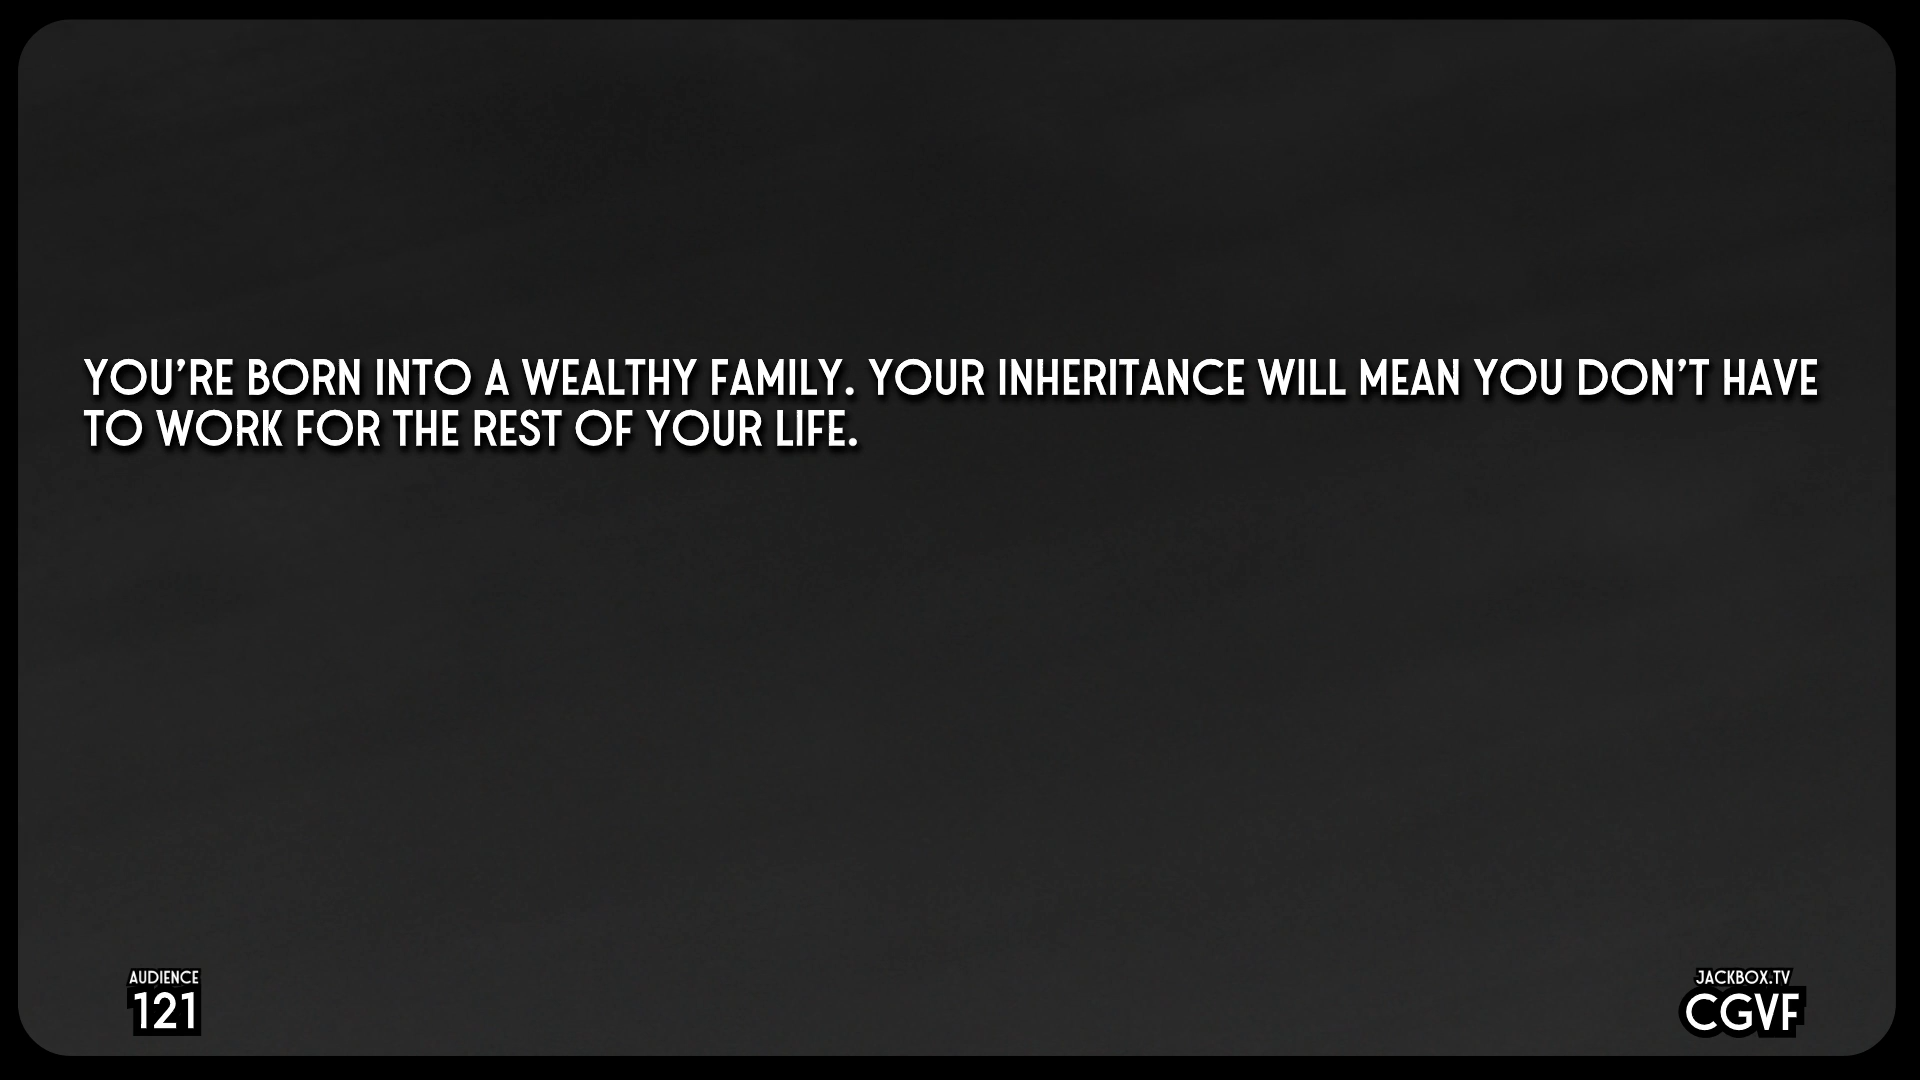 YOU'RE BORN INTO A WEALTHY FAMILY. YOUR INHERITANCE WILL MEAN YOU DON'T HAVE
TO WORK FOR THE REST OF YOUR LIFE.
AUDIENCE
121
JACKBOX.TV
CGVF